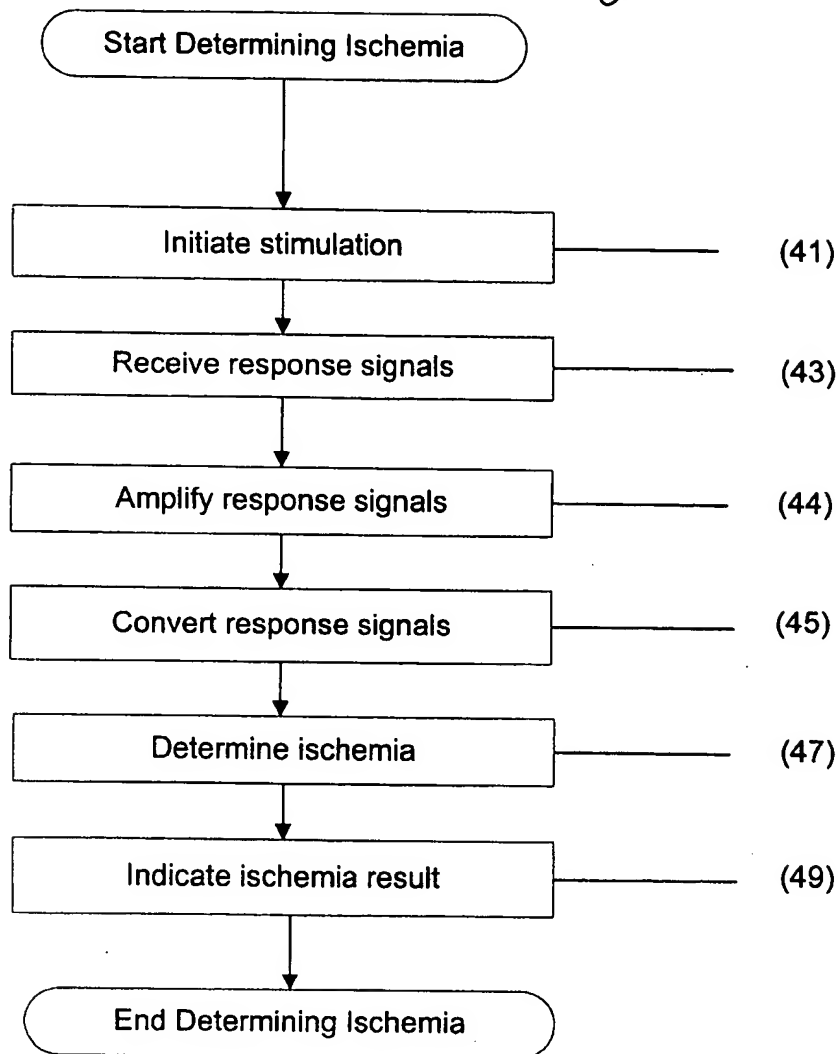 Start Determining Ischemia
Initiate stimulation
(41)
Receive response signals
(43)
Amplify response signals
(44)
Convert response signals
(45)
Determine ischemia
(47)
Indicate ischemia result
(49)
End Determining Ischemia